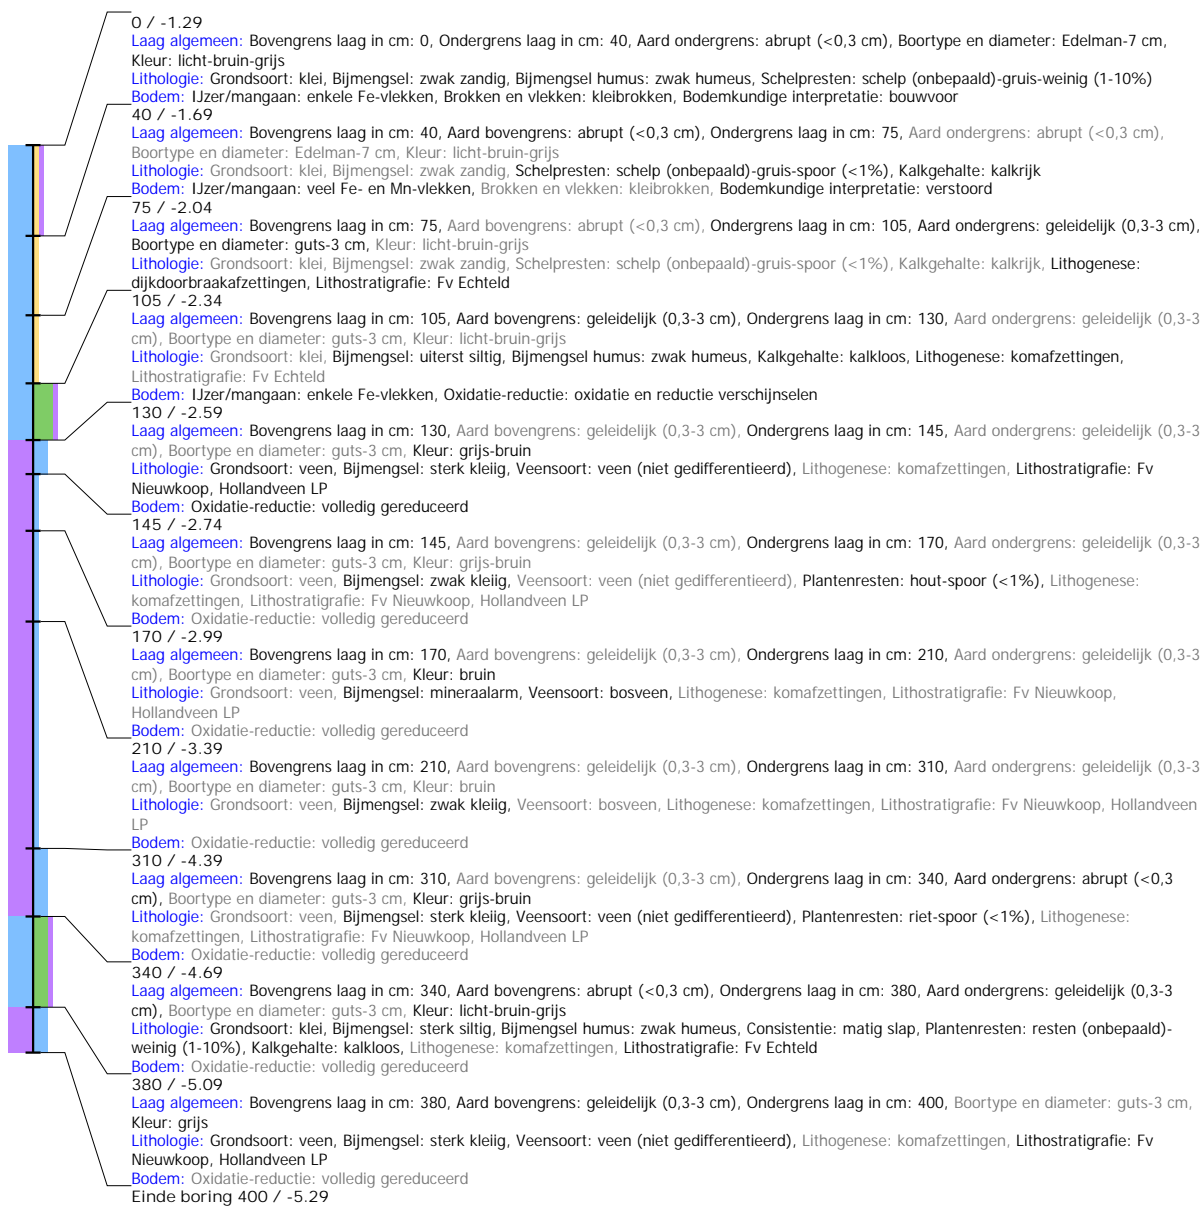 0 / -1.29
Laag algemeen: Bovengrens laag in cm: 0, Ondergrens laag in cm: 40, Aard ondergrens: abrupt (<0,3 cm), Boortype en diameter: Edelman-7 cm,
Kleur: licht-bruin-grijs
Lithologie: Grondsoort: klei, Bijmengsel: zwak zandig, Bijmengsel humus: zwak humeus, Schelpresten: schelp (onbepaald)-gruis-weinig (1-10%)
Bodem: IJzer/mangaan: enkele Fe-vlekken, Brokken en vlekken: kleibrokken, Bodemkundige interpretatie: bouwvoor
40 / -1.69
Laag algemeen: Bovengrens laag in cm: 40, Aard bovengrens: abrupt (<0,3 cm), Ondergrens laag in cm: 75, Aard ondergrens: abrupt (<0,3 cm),
Boortype en diameter: Edelman-7 cm, Kleur: licht-bruin-grijs
Lithologie: Grondsoort: klei, Bijmengsel: zwak zandig, Schelpresten: schelp (onbepaald)-gruis-spoor (<1%), Kalkgehalte: kalkrijk
Bodem: IJzer/mangaan: veel Fe- en Mn-vlekken, Brokken en vlekken: kleibrokken, Bodemkundige interpretatie: verstoord
75 / -2.04
Laag algemeen: Bovengrens laag in cm: 75, Aard bovengrens: abrupt (<0,3 cm), Ondergrens laag in cm: 105, Aard ondergrens: geleidelijk (0,3-3 cm),
Boortype en diameter: guts-3 cm, Kleur: licht-bruin-grijs
Lithologie: Grondsoort: klei, Bijmengsel: zwak zandig, Schelpresten: schelp (onbepaald)-gruis-spoor (<1%), Kalkgehalte: kalkrijk, Lithogenese:
dijkdoorbraakafzettingen, Lithostratigrafie: Fv Echteld
105 / -2.34
Laag algemeen: Bovengrens laag in cm: 105, Aard bovengrens: geleidelijk (0,3-3 cm), Ondergrens laag in cm: 130, Aard ondergrens: geleidelijk (0,3-3
cm), Boortype en diameter: guts-3 cm, Kleur: licht-bruin-grijs
Lithologie: Grondsoort: klei, Bijmengsel: uiterst siltig, Bijmengsel humus: zwak humeus, Kalkgehalte: kalkloos, Lithogenese: komafzettingen,
Lithostratigrafie: Fv Echteld
Bodem: IJzer/mangaan: enkele Fe-vlekken, Oxidatie-reductie: oxidatie en reductie verschijnselen
130 / -2.59
Laag algemeen: Bovengrens laag in cm: 130, Aard bovengrens: geleidelijk (0,3-3 cm), Ondergrens laag in cm: 145, Aard ondergrens: geleidelijk (0,3-3
cm), Boortype en diameter: guts-3 cm, Kleur: grijs-bruin
Lithologie: Grondsoort: veen, Bijmengsel: sterk kleiig, Veensoort: veen (niet gedifferentieerd), Lithogenese: komafzettingen, Lithostratigrafie: Fv
Nieuwkoop, Hollandveen LP
Bodem: Oxidatie-reductie: volledig gereduceerd
145 / -2.74
Laag algemeen: Bovengrens laag in cm: 145, Aard bovengrens: geleidelijk (0,3-3 cm), Ondergrens laag in cm: 170, Aard ondergrens: geleidelijk (0,3-3
cm), Boortype en diameter: guts-3 cm, Kleur: grijs-bruin
Lithologie: Grondsoort: veen, Bijmengsel: zwak kleiig, Veensoort: veen (niet gedifferentieerd), Plantenresten: hout-spoor (<1%), Lithogenese:
komafzettingen, Lithostratigrafie: Fv Nieuwkoop, Hollandveen LP
Bodem: Oxidatie-reductie: volledig gereduceerd
170 / -2.99
Laag algemeen: Bovengrens laag in cm: 170, Aard bovengrens: geleidelijk (0,3-3 cm), Ondergrens laag in cm: 210, Aard ondergrens: geleidelijk (0,3-3
cm), Boortype en diameter: guts-3 cm, Kleur: bruin
Lithologie: Grondsoort: veen, Bijmengsel: mineraalarm, Veensoort: bosveen, Lithogenese: komafzettingen, Lithostratigrafie: Fv Nieuwkoop,
Hollandveen LP
Bodem: Oxidatie-reductie: volledig gereduceerd
210 / -3.39
Laag algemeen: Bovengrens laag in cm: 210, Aard bovengrens: geleidelijk (0,3-3 cm), Ondergrens laag in cm: 310, Aard ondergrens: geleidelijk (0,3-3
cm), Boortype en diameter: guts-3 cm, Kleur: bruin
Lithologie: Grondsoort: veen, Bijmengsel: zwak kleiig, Veensoort: bosveen, Lithogenese: komafzettingen, Lithostratigrafie: Fv Nieuwkoop, Hollandveen
LP
Bodem: Oxidatie-reductie: volledig gereduceerd
310 / -4.39
Laag algemeen: Bovengrens laag in cm: 310, Aard bovengrens: geleidelijk (0,3-3 cm), Ondergrens laag in cm: 340, Aard ondergrens: abrupt (<0,3
cm), Boortype en diameter: guts-3 cm, Kleur: grijs-bruin
Lithologie: Grondsoort: veen, Bijmengsel: sterk kleiig, Veensoort: veen (niet gedifferentieerd), Plantenresten: riet-spoor (<1%), Lithogenese:
komafzettingen, Lithostratigrafie: Fv Nieuwkoop, Hollandveen LP
Bodem: Oxidatie-reductie: volledig gereduceerd
340 / -4.69
Laag algemeen: Bovengrens laag in cm: 340, Aard bovengrens: abrupt (<0,3 cm), Ondergrens laag in cm: 380, Aard ondergrens: geleidelijk (0,3-3
cm), Boortype en diameter: guts-3 cm, Kleur: licht-bruin-grijs
Lithologie: Grondsoort: klei, Bijmengsel: sterk siltig, Bijmengsel humus: zwak humeus, Consistentie: matig slap, Plantenresten: resten (onbepaald)-
weinig (1-10%), Kalkgehalte: kalkloos, Lithogenese: komafzettingen, Lithostratigrafie: Fv Echteld
Bodem: Oxidatie-reductie: volledig gereduceerd
380 / -5.09
Laag algemeen: Bovengrens laag in cm: 380, Aard bovengrens: geleidelijk (0,3-3 cm), Ondergrens laag in cm: 400, Boortype en diameter: guts-3 cm,
Kleur: grijs
Lithologie: Grondsoort: veen, Bijmengsel: sterk kleiig, Veensoort: veen (niet gedifferentieerd), Lithogenese: komafzettingen, Lithostratigrafie: Fv
Nieuwkoop, Hollandveen LP
Bodem: Oxidatie-reductie: volledig gereduceerd
Einde boring 400 / -5.29